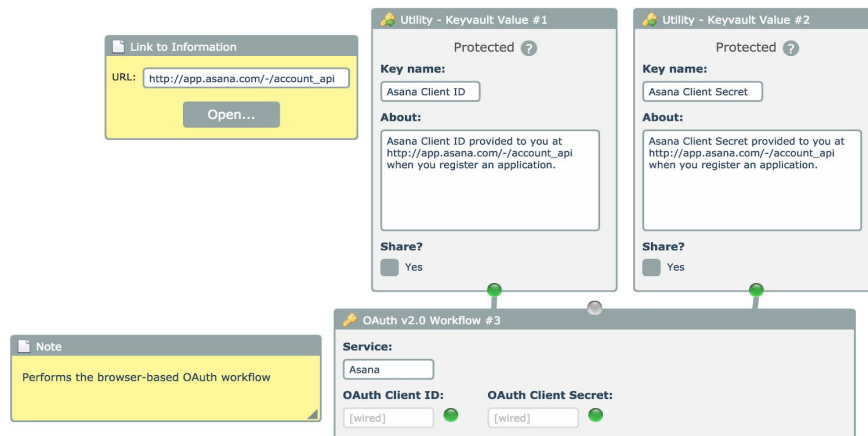 Link to Information
URL: http://app.asana.com/-/account_api
Open...
Utility - Keyvault Value #1
Protected ?
Key name:
Asana Client ID
About:
Asana Client ID provided to you at
http://app.asana.com/-/account_api
when you register an application.
Share?
Yes
Utility - Keyvault Value #2
Protected ?
Key name:
Asana Client Secret
About:
Asana Client Secret provided to you at
http://app.asana.com/-/account_api
when you register an application.
Share?
Yes
Note
Performs the browser-based OAuth workflow
OAuth v2.0 Workflow #3
Service:
Asana
OAuth Client ID: OAuth Client Secret:
[wired] [wired]